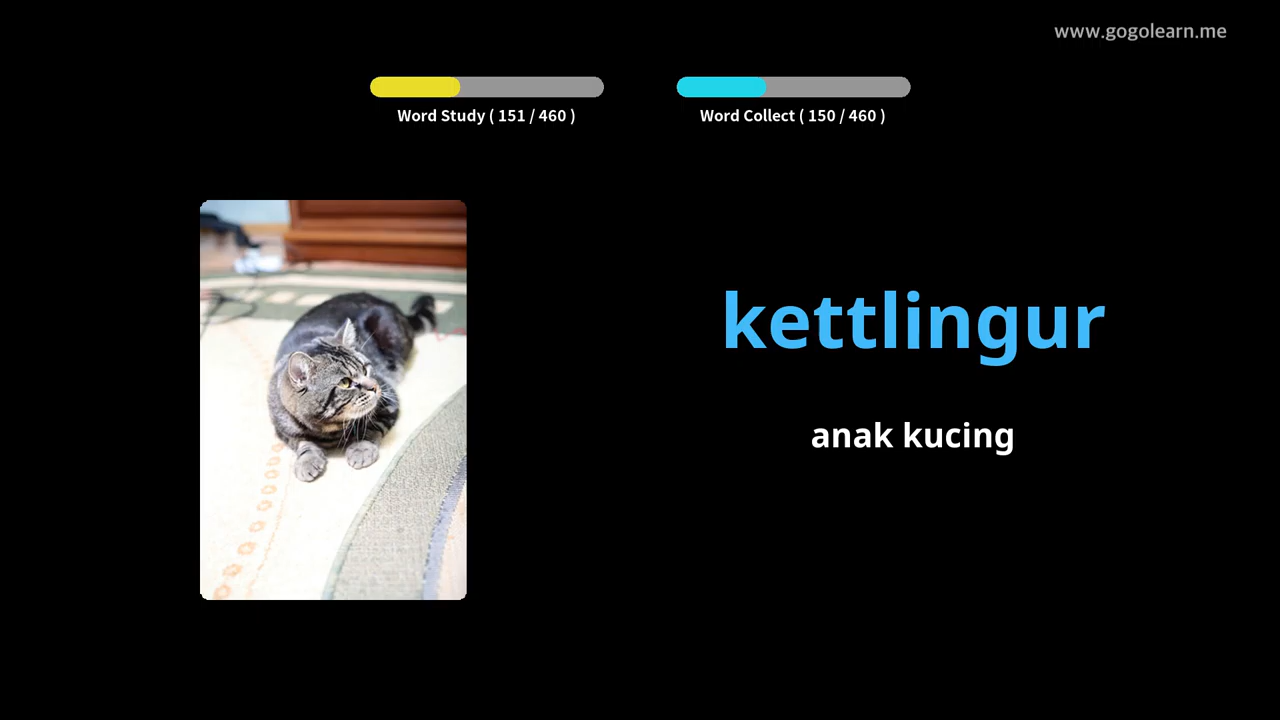 www.gogolearn.me
Word Study ( 151 / 460 )
Word Collect ( 150 / 460 )
kettlingur
anak kucing